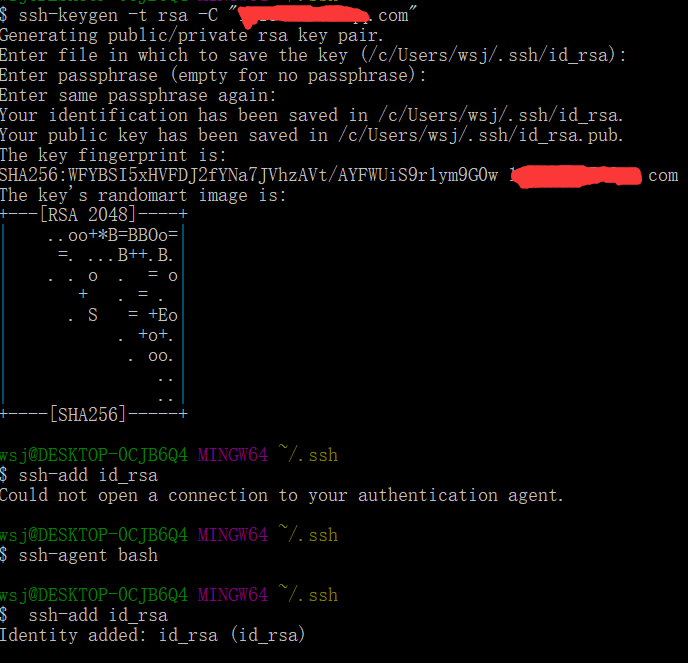 $ ssh-keygen -t rsa -C " .com"
Generating public/private rsa key pair.
Enter file in which to save the key (/c/Users/wsj/.ssh/id_rsa):
Enter passphrase (empty for no passphrase):
Enter same passphrase again:
Your identification has been saved in /c/Users/wsj/.ssh/id_rsa.
Your public key has been saved in /c/Users/wsj/.ssh/id_rsa.pub.
The key fingerprint is:
SHA256:WFYBSI5xHVFDJ2fYNa7JVhzAVt/AYFWUiS9r1ym9G0w com
The key's randomart image is:
+---[RSA 2048]----+
|    ..oo+*B=BBOo=|
|     =. ...B++.B.|
|    . . o  .  = o|
|       +   . = . |
|      . S   = +Eo|
|           . +o+.|
|            . oo.|
|               ..|
|               ..|
+----[SHA256]-----+
wsj@DESKTOP-OCJB6Q4 MINGW64 ~/.ssh
$ ssh-add id_rsa
Could not open a connection to your authentication agent.
wsj@DESKTOP-OCJB6Q4 MINGW64 ~/.ssh
$ ssh-agent bash
wsj@DESKTOP-OCJB6Q4 MINGW64 ~/.ssh
$  ssh-add id_rsa
Identity added: id_rsa (id_rsa)